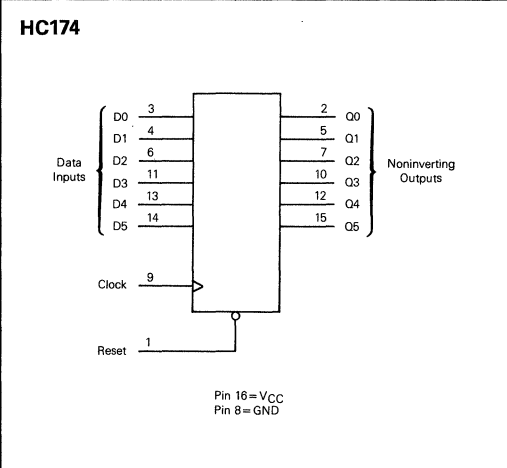 HC174
Data Inputs
D0 3
D1 4
D2 6
D3 11
D4 13
D5 14
2 Q0
5 Q1
7 Q2
10 Q3
12 Q4
15 Q5
Noninverting Outputs
Clock 9
Reset 1
Pin 16=VCC
Pin 8=GND